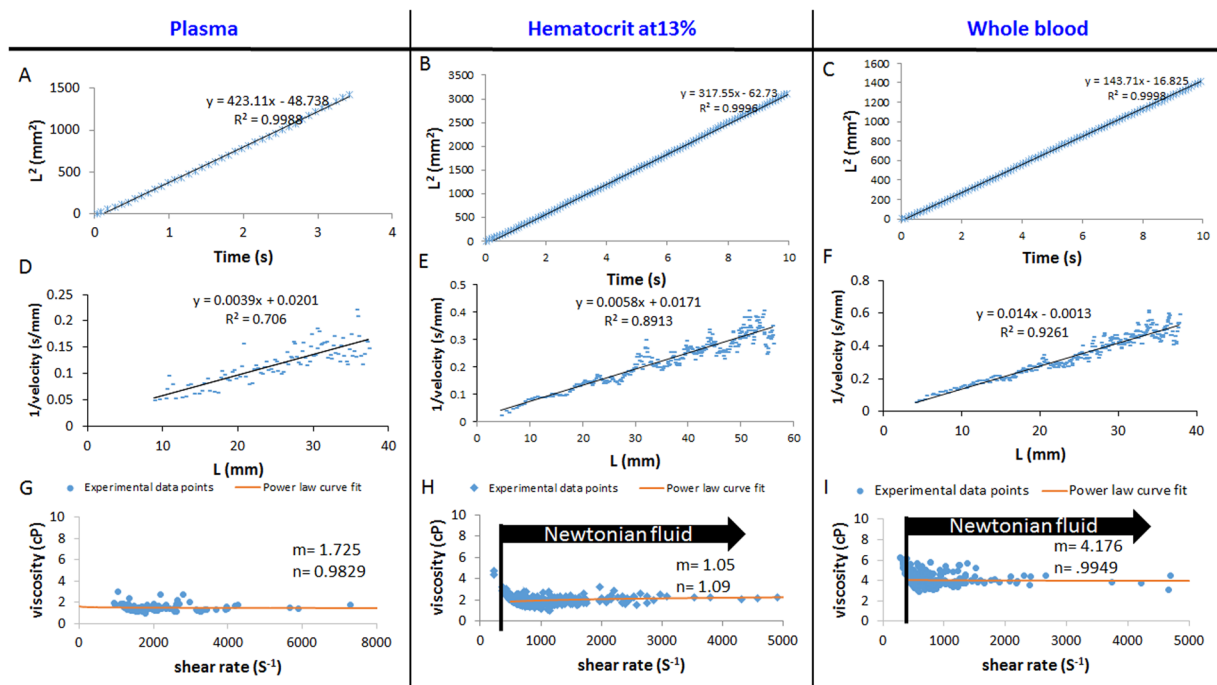 Plasma
Hematocrit at13%
Whole blood
A
y = 423.11x - 48.738
R² = 0.9988
L² (mm²)
1500
1000
500
0
0 1 2 3 4
Time (s)
B
y = 317.55x - 62.73
R² = 0.9996
L² (mm²)
3500
3000
2500
2000
1500
1000
500
0
0 2 4 6 8 10
Time (s)
C
y = 143.71x - 16.825
R² = 0.9998
L² (mm²)
1600
1400
1200
1000
800
600
400
200
0
0 2 4 6 8 10
Time (s)
D
y = 0.0039x + 0.0201
R² = 0.706
1/velocity (s/mm)
0.25
0.2
0.15
0.1
0.05
0
0 10 20 30 40
L (mm)
E
y = 0.0058x + 0.0171
R² = 0.8913
1/velocity (s/mm)
0.5
0.4
0.3
0.2
0.1
0
0 10 20 30 40 50 60
L (mm)
F
y = 0.014x - 0.0013
R² = 0.9261
1/velocity (s/mm)
0.8
0.6
0.4
0.2
0
0 10 20 30 40
L (mm)
G
Experimental data points Power law curve fit
m= 1.725
n= 0.9829
viscosity (cP)
10
8
6
4
2
0
0 2000 4000 6000 8000
shear rate (S⁻¹)
H
Experimental data points Power law curve fit
Newtonian fluid
m= 1.05
n= 1.09
viscosity (cP)
10
8
6
4
2
0
0 1000 2000 3000 4000 5000
shear rate (S⁻¹)
I
Experimental data points Power law curve fit
Newtonian fluid
m= 4.176
n= .9949
viscosity (cP)
10
8
6
4
2
0
0 1000 2000 3000 4000 5000
shear rate (S⁻¹)